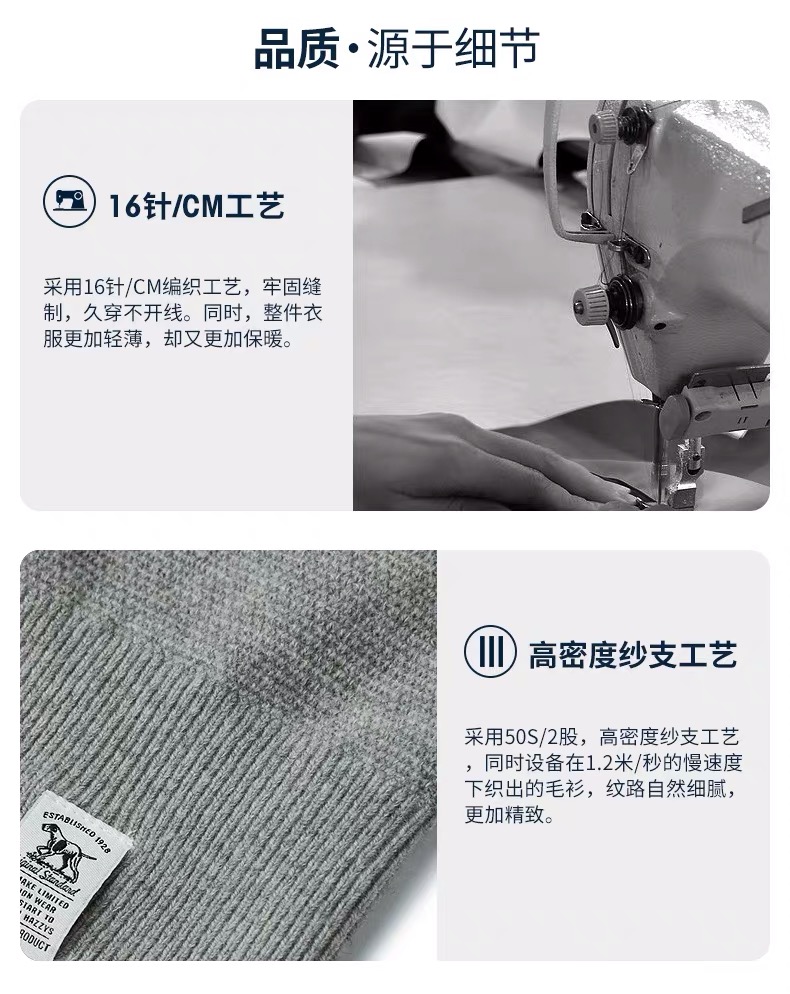 品质·源于细节
16针/CM工艺
采用16针/CM编织工艺，牢固缝
制，久穿不开线。同时，整件衣
服更加轻薄，却又更加保暖。
高密度纱支工艺
采用50S/2股，高密度纱支工艺
，同时设备在1.2米/秒的慢速度
下织出的毛衫，纹路自然细腻，
更加精致。
ESTABLISHED 1928
iginal Standard
MAKE LIMITED
ION WEAR
START TO
HAZZYS
RODUCT